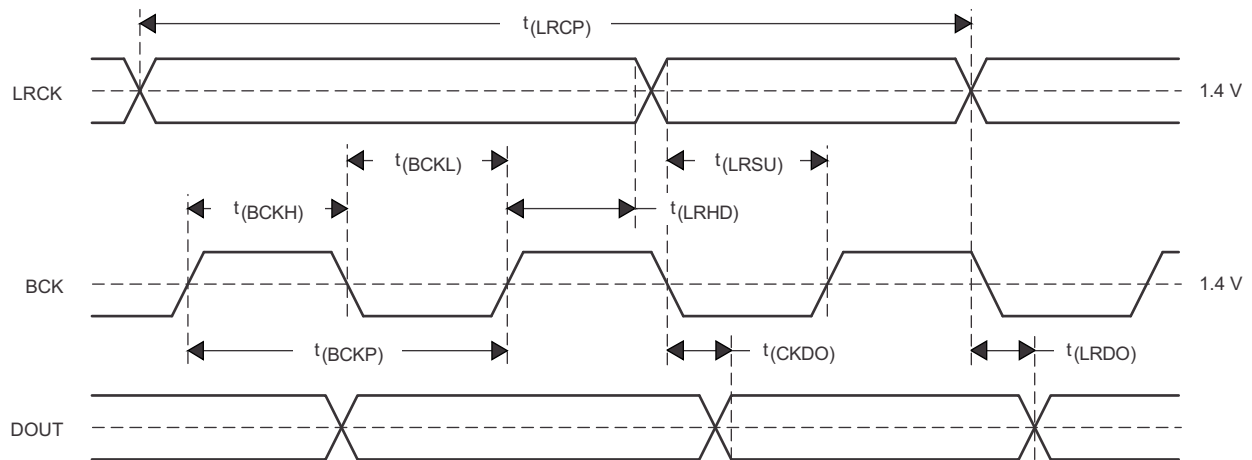 t(LRCP)
LRCK
1.4 V
t(BCKL)
t(LRSU)
t(BCKH)
t(LRHD)
BCK
1.4 V
t(BCKP)
t(CKDO)
t(LRDO)
DOUT